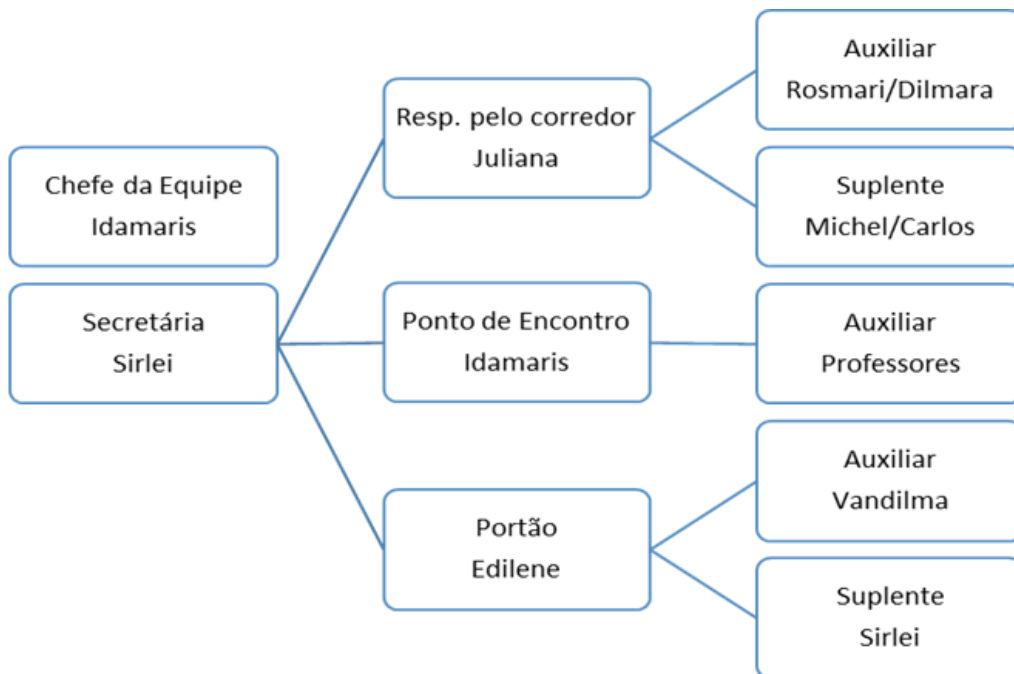 Chefe da Equipe
Idamaris
Secretária
Sirlei
Resp. pelo corredor
Juliana
Ponto de Encontro
Idamaris
Portão
Edilene
Auxiliar
Rosmari/Dilmara
Suplente
Michel/Carlos
Auxiliar
Professores
Auxiliar
Vandilma
Suplente
Sirlei